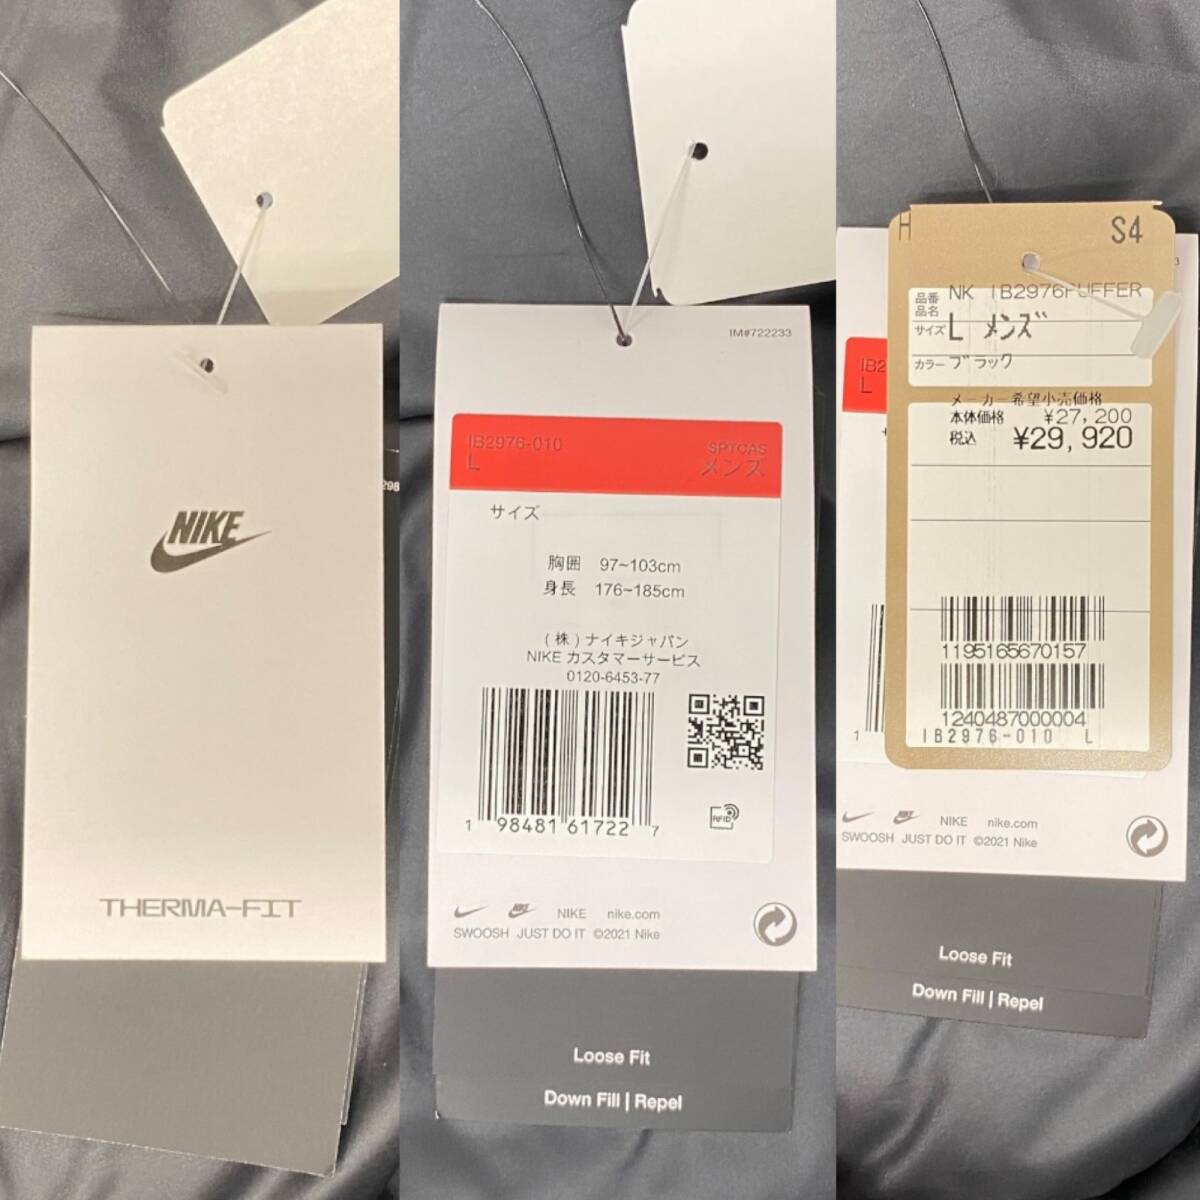 NIKE
THERMA-FIT
IM#722233
IB2976-010
SPTCAS
L
メンズ
サイズ
胸囲 97~103cm
身長 176~185cm
(株)ナイキジャパン
NIKE カスタマーサービス
0120-6453-77
RFID
1 98481 61722 7
NIKE nike.com
SWOOSH JUST DO IT ©2021 Nike
Loose Fit
Down Fill | Repel
H S4
品番 NK IB2976PUFFER
品名
サイズ L メンズ
カラー ブラック
メーカー希望小売価格
本体価格 ¥27,200
税込 ¥29,920
1195165670157
1240487000004
IB2976-010 L
IB2
L
1
NIKE nike.com
SWOOSH JUST DO IT ©2021 Nike
Loose Fit
Down Fill | Repel